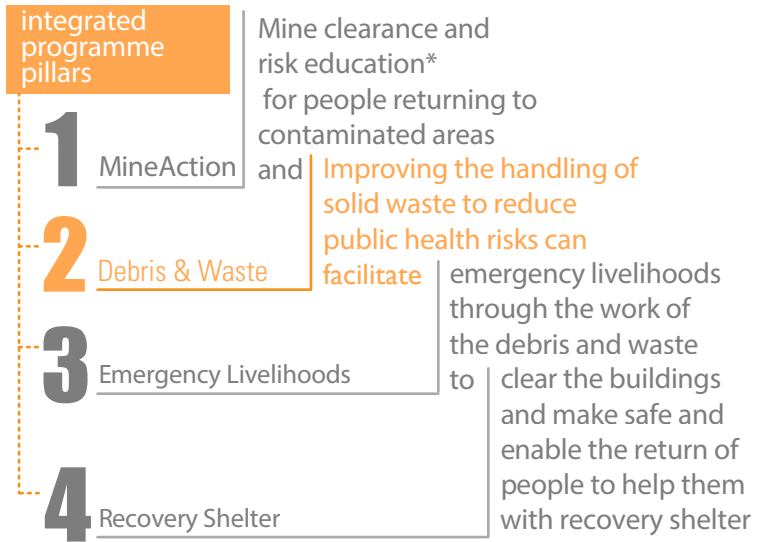 integrated
programme
pillars
1
MineAction
Mine clearance and
risk education*
for people returning to
contaminated areas
and
2
Debris & Waste
Improving the handling of
solid waste to reduce
public health risks can
facilitate
3
Emergency Livelihoods
emergency livelihoods
through the work of
the debris and waste
to
4
Recovery Shelter
clear the buildings
and make safe and
enable the return of
people to help them
with recovery shelter